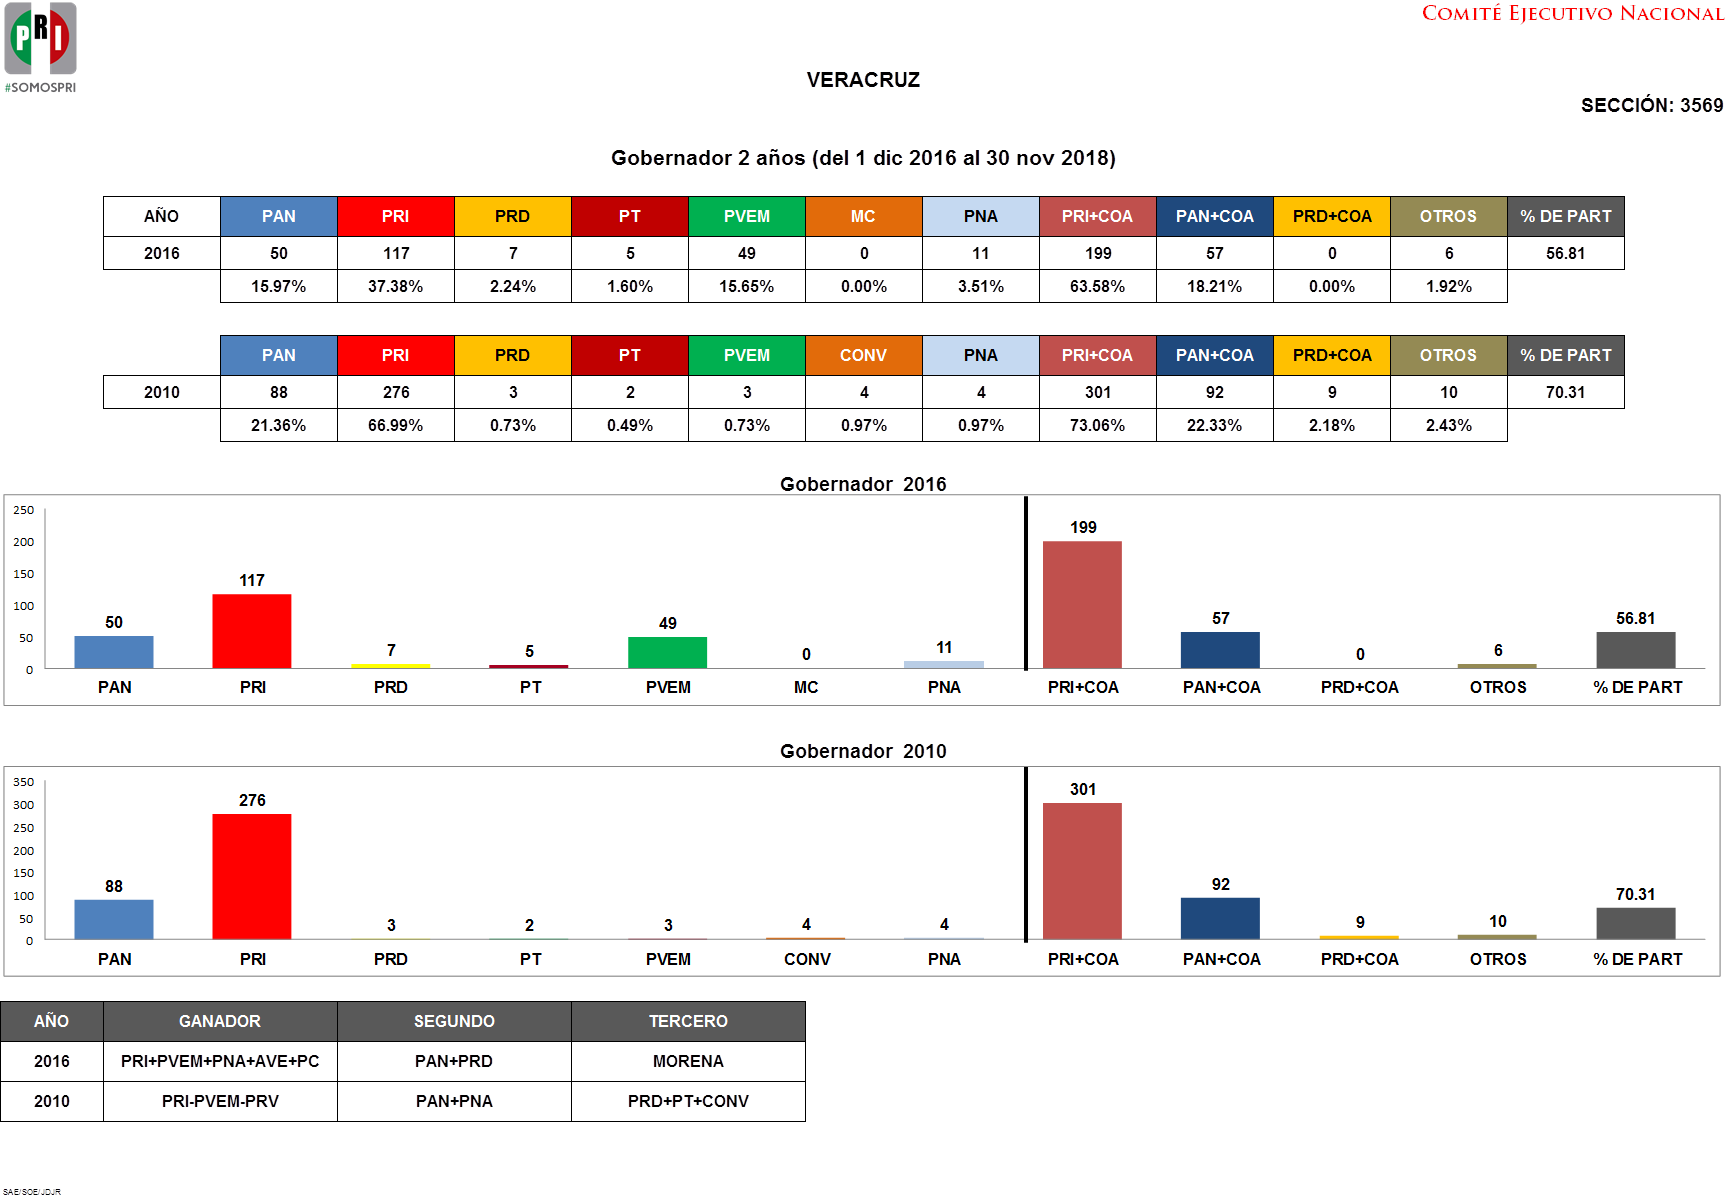 PRI
#SOMOSPRI
COMITÉ EJECUTIVO NACIONAL
VERACRUZ
SECCIÓN: 3569
Gobernador 2 años (del 1 dic 2016 al 30 nov 2018)
AÑO PAN PRI PRD PT PVEM MC PNA PRI+COA PAN+COA PRD+COA OTROS % DE PART
2016 50 117 7 5 49 0 11 199 57 0 6 56.81
15.97% 37.38% 2.24% 1.60% 15.65% 0.00% 3.51% 63.58% 18.21% 0.00% 1.92%
PAN PRI PRD PT PVEM CONV PNA PRI+COA PAN+COA PRD+COA OTROS % DE PART
2010 88 276 3 2 3 4 4 301 92 9 10 70.31
21.36% 66.99% 0.73% 0.49% 0.73% 0.97% 0.97% 73.06% 22.33% 2.18% 2.43%
Gobernador 2016
250
200
150
100
50
0
50 117 7 5 49 0 11 199 57 0 6 56.81
PAN PRI PRD PT PVEM MC PNA PRI+COA PAN+COA PRD+COA OTROS % DE PART
Gobernador 2010
350
300
250
200
150
100
50
0
88 276 3 2 3 4 4 301 92 9 10 70.31
PAN PRI PRD PT PVEM CONV PNA PRI+COA PAN+COA PRD+COA OTROS % DE PART
AÑO GANADOR SEGUNDO TERCERO
2016 PRI+PVEM+PNA+AVE+PC PAN+PRD MORENA
2010 PRI-PVEM-PRV PAN+PNA PRD+PT+CONV
SAE/SOE/JDJR